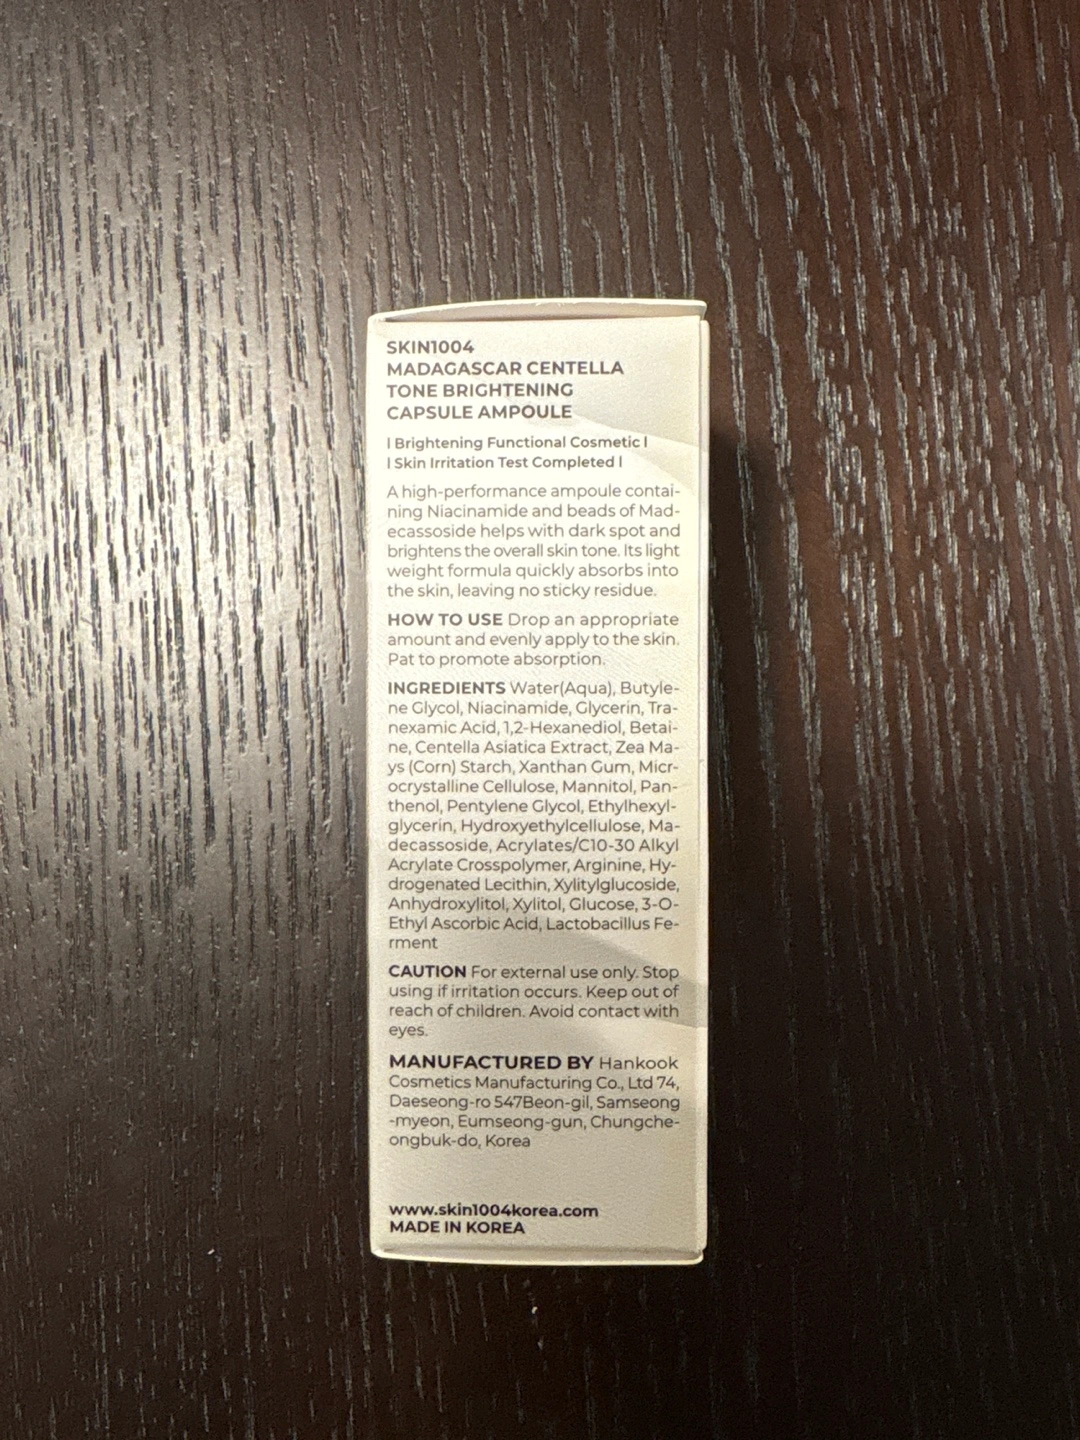 SKIN1004
MADAGASCAR CENTELLA
TONE BRIGHTENING
CAPSULE AMPOULE
l Brightening Functional Cosmetic l
l Skin Irritation Test Completed l
A high-performance ampoule contai-
ning Niacinamide and beads of Mad-
ecassoside helps with dark spot and
brightens the overall skin tone. Its light
weight formula quickly absorbs into
the skin, leaving no sticky residue.
HOW TO USE Drop an appropriate
amount and evenly apply to the skin.
Pat to promote absorption.
INGREDIENTS Water(Aqua), Butyle-
ne Glycol, Niacinamide, Glycerin, Tra-
nexamic Acid, 1,2-Hexanediol, Betai-
ne, Centella Asiatica Extract, Zea Ma-
ys (Corn) Starch, Xanthan Gum, Micr-
ocrystalline Cellulose, Mannitol, Pan-
thenol, Pentylene Glycol, Ethylhexyl-
glycerin, Hydroxyethylcellulose, Ma-
decassoside, Acrylates/C10-30 Alkyl
Acrylate Crosspolymer, Arginine, Hy-
drogenated Lecithin, Xylitylglucoside,
Anhydroxylitol, Xylitol, Glucose, 3-O-
Ethyl Ascorbic Acid, Lactobacillus Fe-
rment
CAUTION For external use only. Stop
using if irritation occurs. Keep out of
reach of children. Avoid contact with
eyes.
MANUFACTURED BY Hankook
Cosmetics Manufacturing Co., Ltd 74,
Daeseong-ro 547Beon-gil, Samseong
-myeon, Eumseong-gun, Chungche-
ongbuk-do, Korea
www.skin1004korea.com
MADE IN KOREA